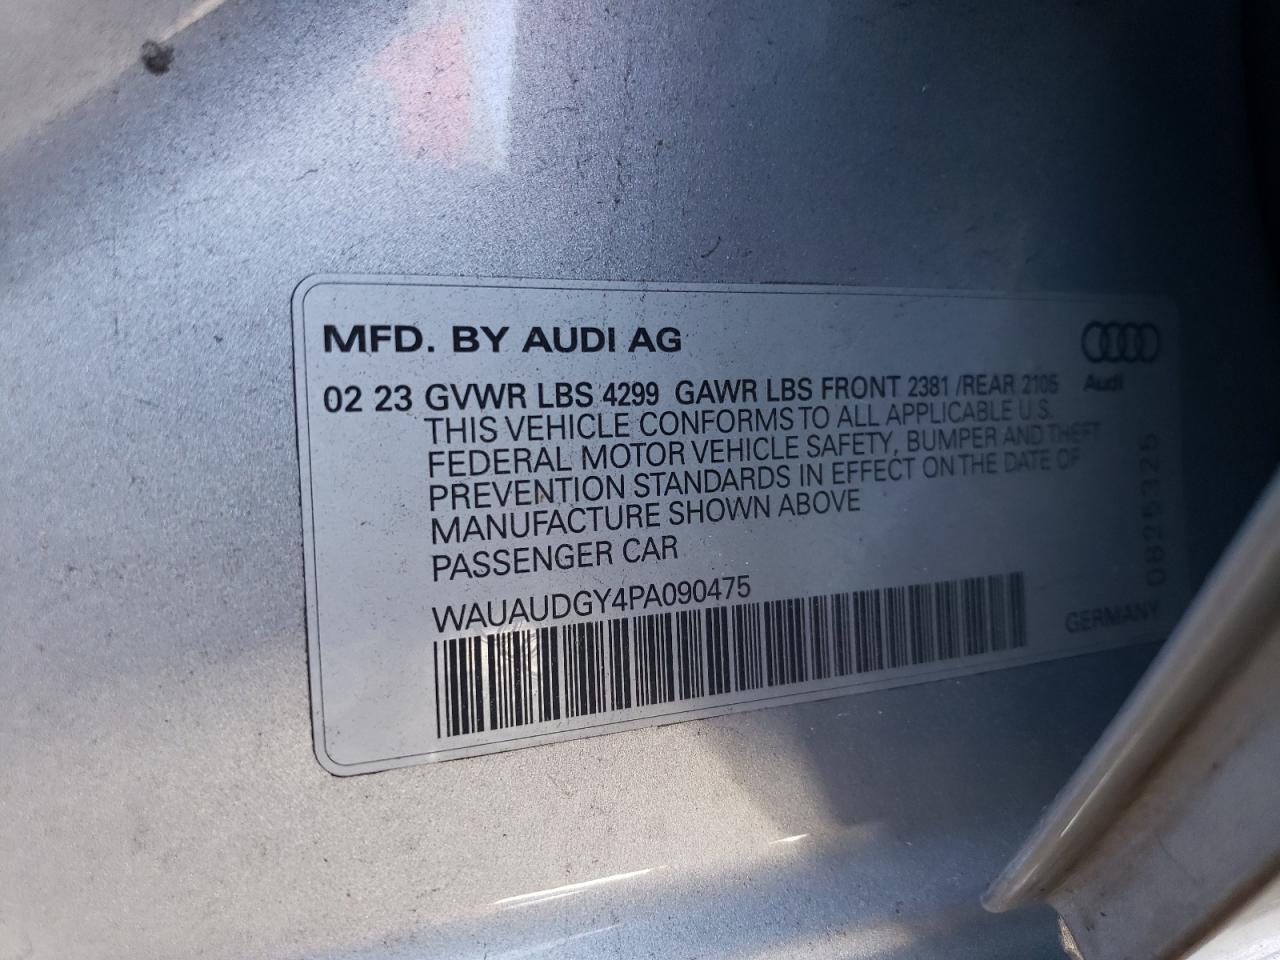 MFD. BY AUDI AG
02 23 GVWR LBS 4299 GAWR LBS FRONT 2381 /REAR 2105
Audi
THIS VEHICLE CONFORMS TO ALL APPLICABLE U.S.
FEDERAL MOTOR VEHICLE SAFETY, BUMPER AND THEFT
PREVENTION STANDARDS IN EFFECT ON THE DATE OF
MANUFACTURE SHOWN ABOVE
PASSENGER CAR
WAUAUDGY4PA090475
GERMANY
08253325